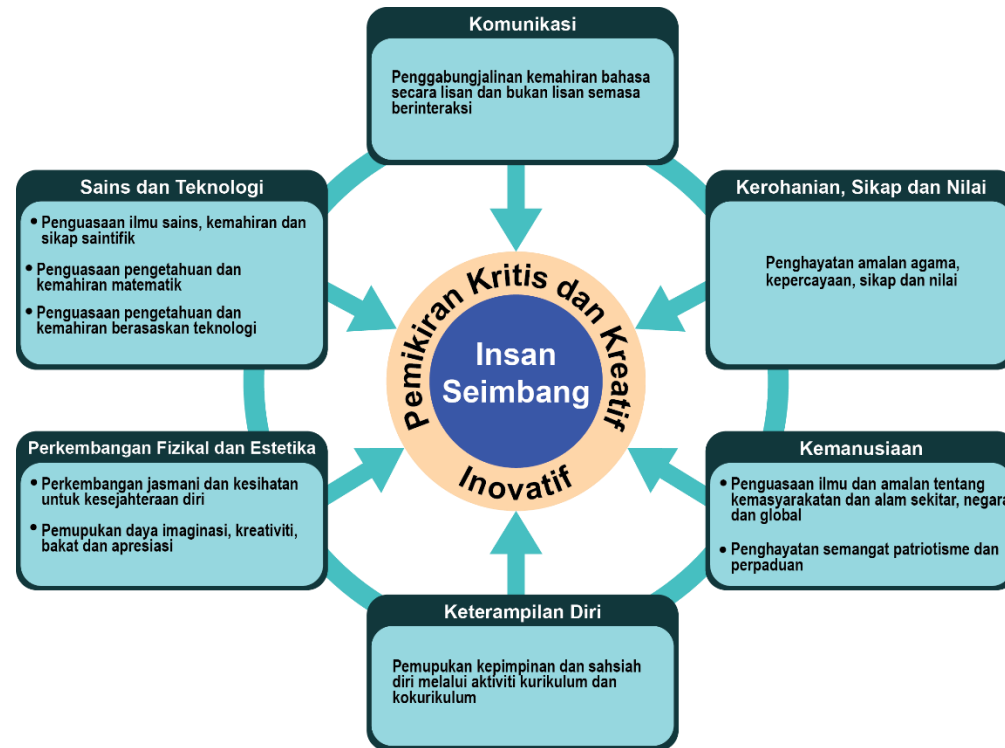 Komunikasi
Penggabungjalinan kemahiran bahasa
secara lisan dan bukan lisan semasa
berinteraksi
Sains dan Teknologi
• Penguasaan ilmu sains, kemahiran dan
sikap saintifik
• Penguasaan pengetahuan dan
kemahiran matematik
• Penguasaan pengetahuan dan
kemahiran berasaskan teknologi
Kerohanian, Sikap dan Nilai
Penghayatan amalan agama,
kepercayaan, sikap dan nilai
Pemikiran Kritis dan Kreatif
Insan
Seimbang
Inovatif
Perkembangan Fizikal dan Estetika
• Perkembangan jasmani dan kesihatan
untuk kesejahteraan diri
• Pemupukan daya imaginasi, kreativiti,
bakat dan apresiasi
Kemanusiaan
• Penguasaan ilmu dan amalan tentang
kemasyarakatan dan alam sekitar, negara
dan global
• Penghayatan semangat patriotisme dan
perpaduan
Keterampilan Diri
Pemupukan kepimpinan dan sahsiah
diri melalui aktiviti kurikulum dan
kokurikulum